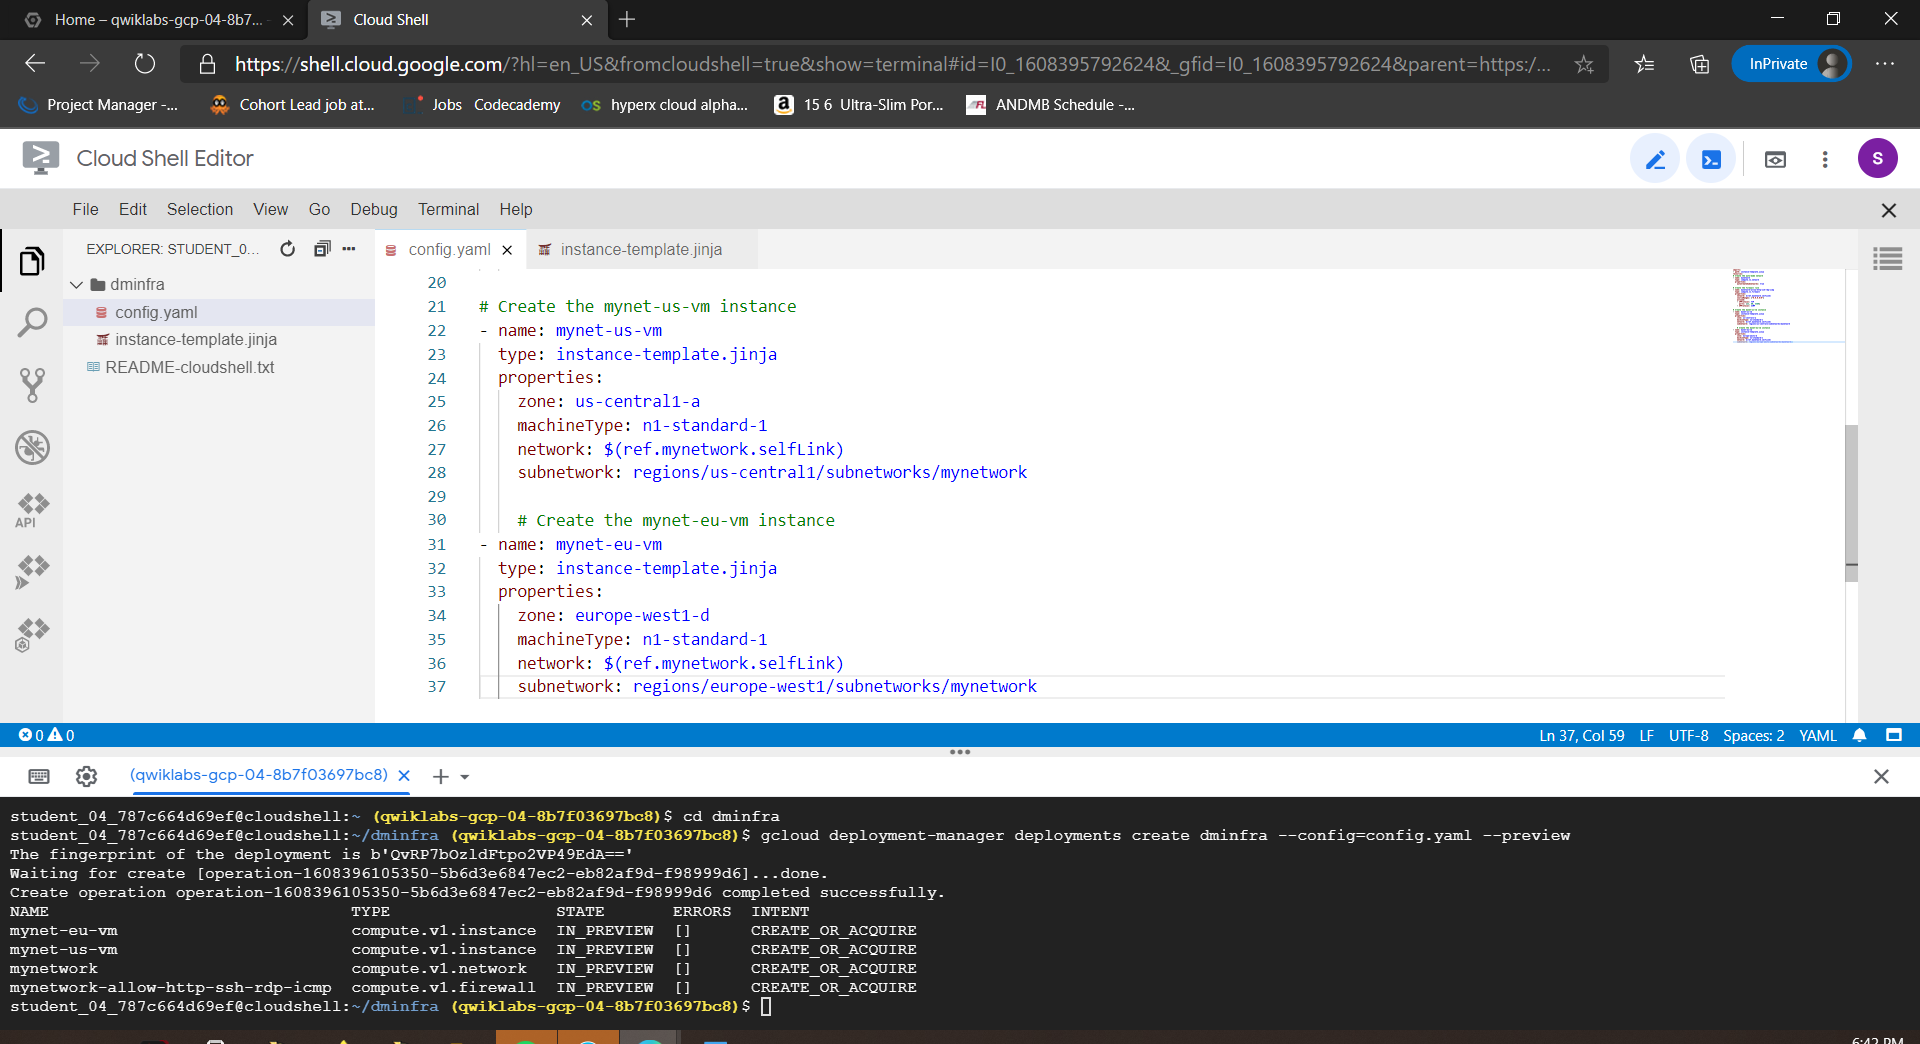 Home – qwiklabs-gcp-04-8b7...
Cloud Shell
https://shell.cloud.google.com/?hl=en_US&fromcloudshell=true&show=terminal#id=I0_1608395792624&_gfid=I0_1608395792624&parent=https:/...
InPrivate
Project Manager -...
Cohort Lead job at...
Jobs
Codecademy
hyperx cloud alpha...
15 6 Ultra-Slim Por...
ANDMB Schedule -...
Cloud Shell Editor
S
File Edit Selection View Go Debug Terminal Help
EXPLORER: STUDENT_0...
config.yaml
instance-template.jinja
dminfra
config.yaml
instance-template.jinja
README-cloudshell.txt
API
20
21 # Create the mynet-us-vm instance
22 - name: mynet-us-vm
23 type: instance-template.jinja
24 properties:
25 zone: us-central1-a
26 machineType: n1-standard-1
27 network: $(ref.mynetwork.selfLink)
28 subnetwork: regions/us-central1/subnetworks/mynetwork
29
30 # Create the mynet-eu-vm instance
31 - name: mynet-eu-vm
32 type: instance-template.jinja
33 properties:
34 zone: europe-west1-d
35 machineType: n1-standard-1
36 network: $(ref.mynetwork.selfLink)
37 subnetwork: regions/europe-west1/subnetworks/mynetwork
0 0
Ln 37, Col 59 LF UTF-8 Spaces: 2 YAML
(qwiklabs-gcp-04-8b7f03697bc8)
student_04_787c664d69ef@cloudshell:~ (qwiklabs-gcp-04-8b7f03697bc8)$ cd dminfra
student_04_787c664d69ef@cloudshell:~/dminfra (qwiklabs-gcp-04-8b7f03697bc8)$ gcloud deployment-manager deployments create dminfra --config=config.yaml --preview
The fingerprint of the deployment is b'QvRP7bOzldFtpo2VP49EdA=='
Waiting for create [operation-1608396105350-5b6d3e6847ec2-eb82af9d-f98999d6]...done.
Create operation operation-1608396105350-5b6d3e6847ec2-eb82af9d-f98999d6 completed successfully.
NAME TYPE STATE ERRORS INTENT
mynet-eu-vm compute.v1.instance IN_PREVIEW [] CREATE_OR_ACQUIRE
mynet-us-vm compute.v1.instance IN_PREVIEW [] CREATE_OR_ACQUIRE
mynetwork compute.v1.network IN_PREVIEW [] CREATE_OR_ACQUIRE
mynetwork-allow-http-ssh-rdp-icmp compute.v1.firewall IN_PREVIEW [] CREATE_OR_ACQUIRE
student_04_787c664d69ef@cloudshell:~/dminfra (qwiklabs-gcp-04-8b7f03697bc8)$
6:42 PM